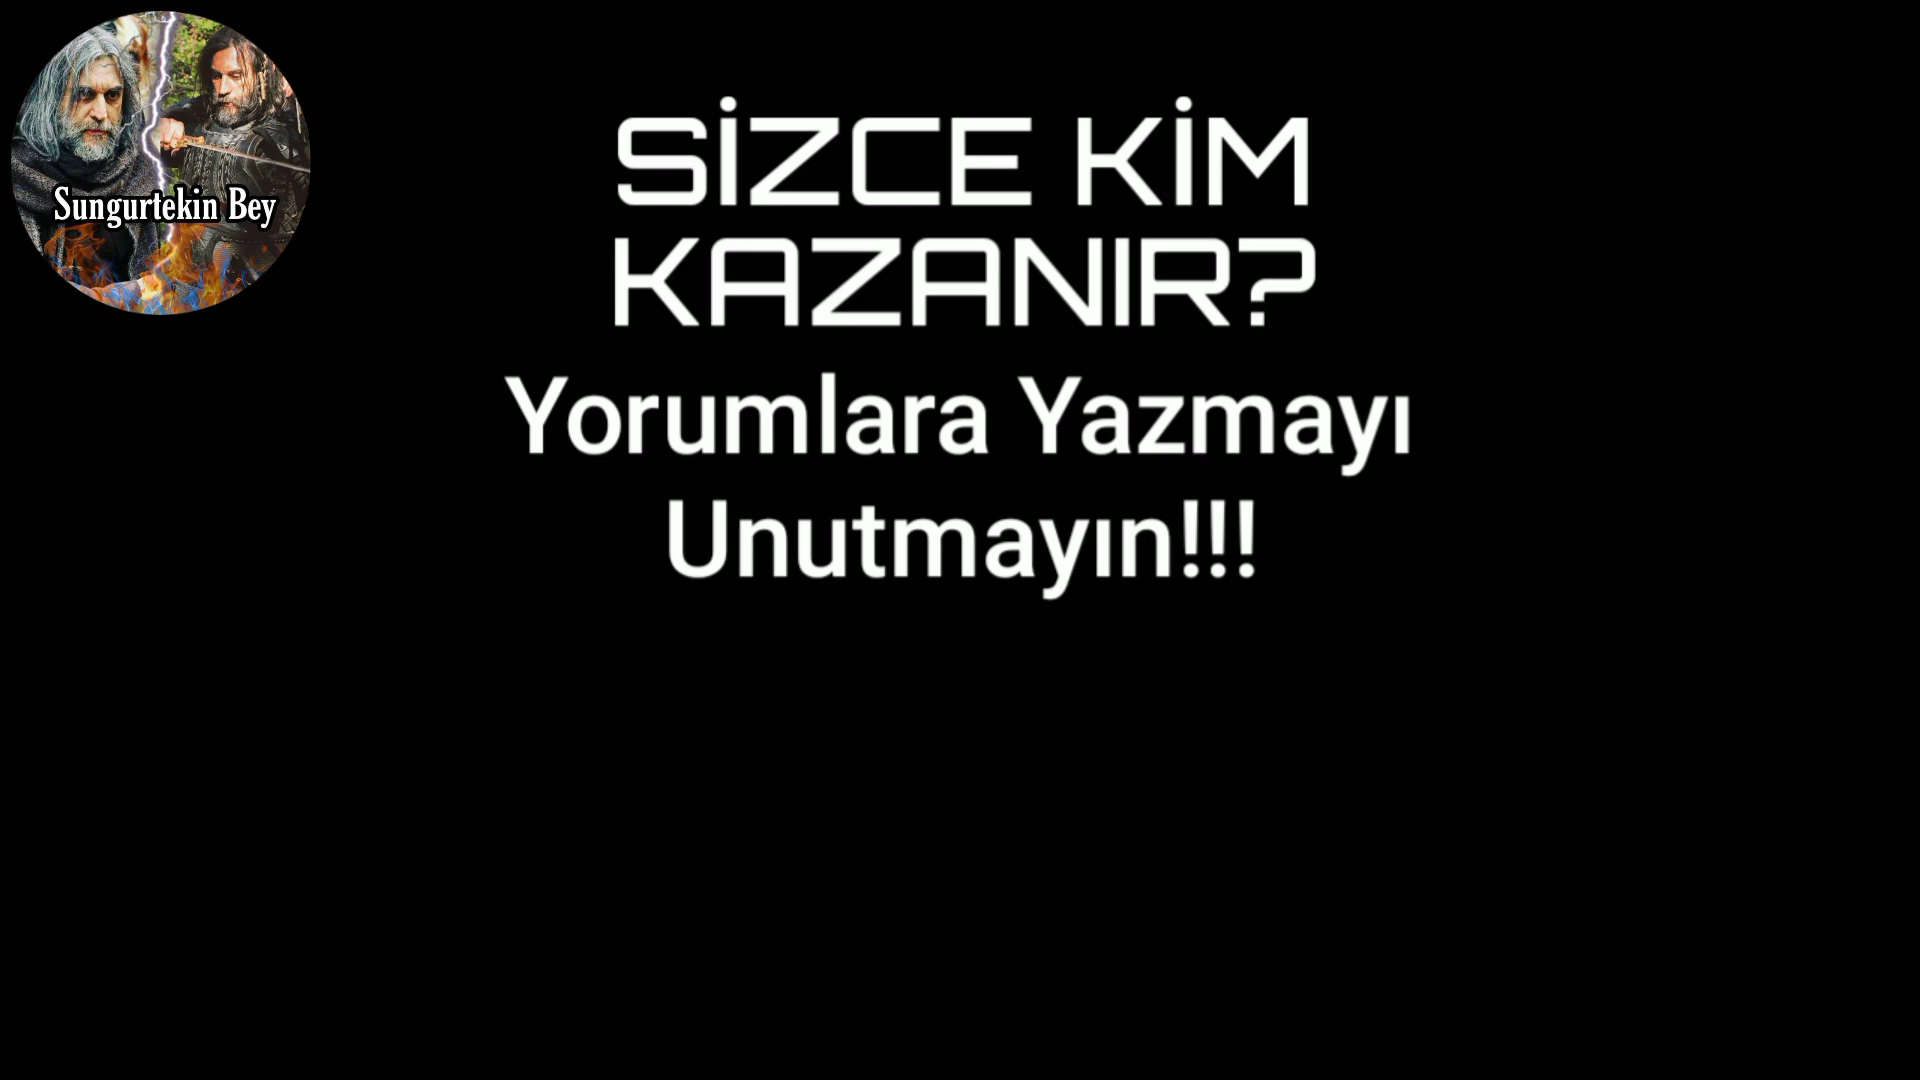 Sungurtekin Bey
SİZCE KİM
KAZANIR?
Yorumlara Yazmayı
Unutmayın!!!